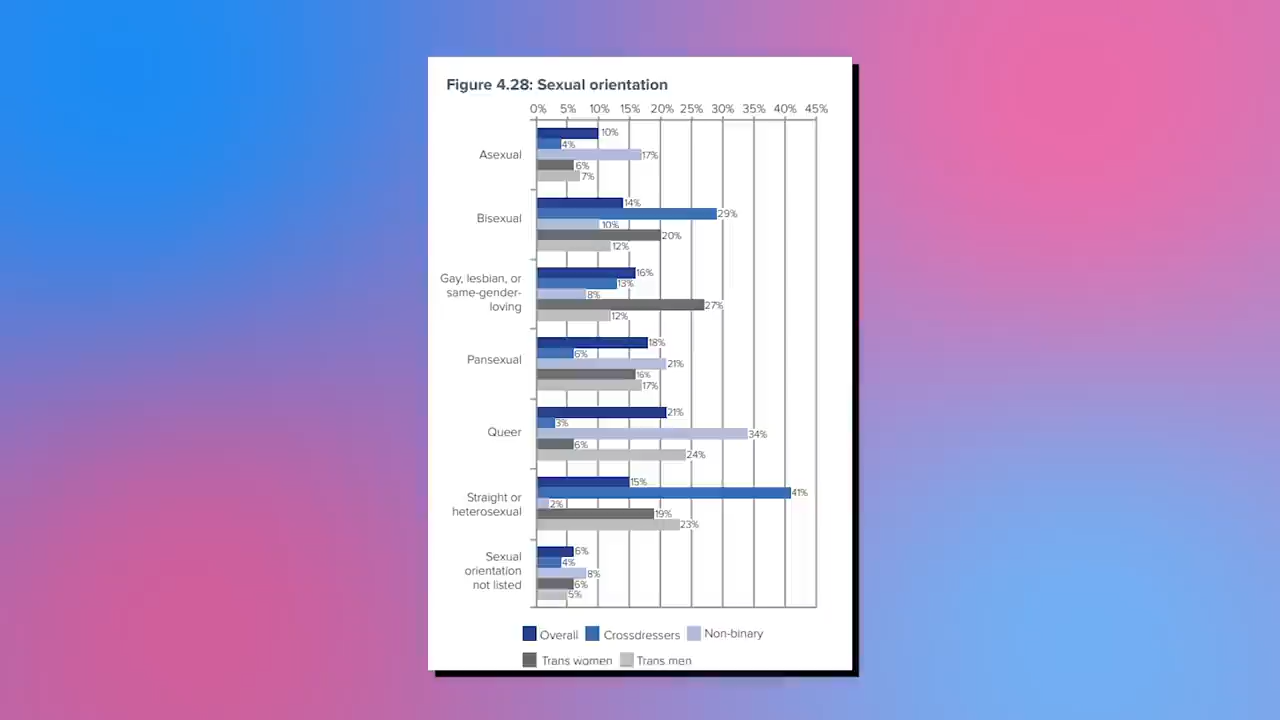 Figure 4.28: Sexual orientation
0% 5% 10% 15% 20% 25% 30% 35% 40% 45%
10%
4%
Asexual 17%
6%
7%
14%
29%
Bisexual 10%
20%
12%
16%
Gay, lesbian, or 13%
same-gender- 8%
loving 27%
12%
18%
6%
Pansexual 21%
16%
17%
21%
3%
Queer 34%
6%
24%
15%
41%
Straight or 2%
heterosexual 19%
23%
6%
Sexual 4%
orientation 8%
not listed 6%
5%
Overall Crossdressers Non-binary
Trans women Trans men